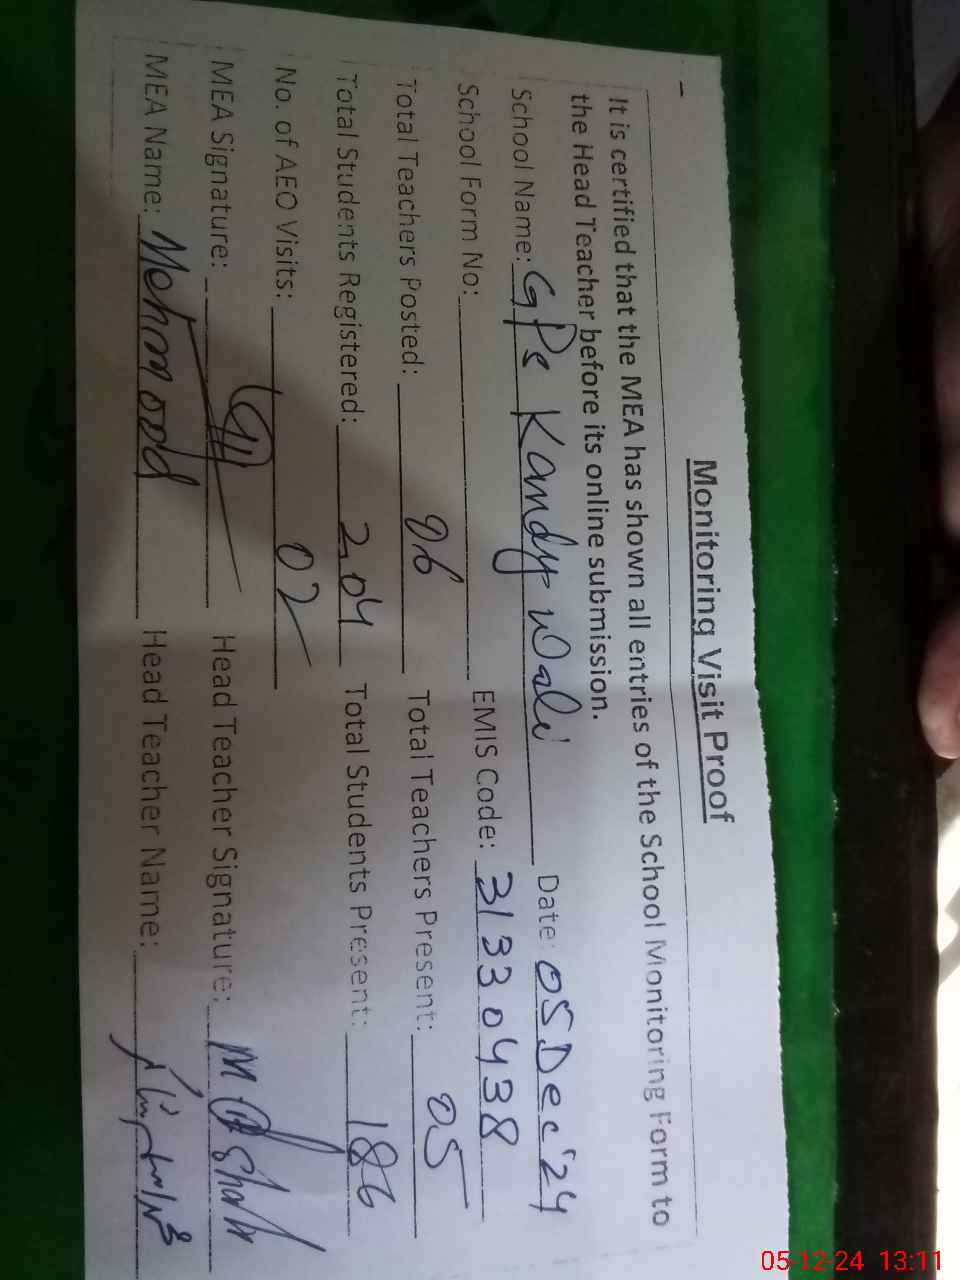 Monitoring Visit Proof
It is certified that the MEA has shown all entries of the School Monitoring Form to
the Head Teacher before its online submission.
School Name: GPS Kandy Wali Date: 05 Dec '24
School Form No: EMIS Code: 31330438
Total Teachers Posted: 06 Total Teachers Present: 05
Total Students Registered: 204 Total Students Present: 186
No. of AEO Visits: 02
MEA Signature: Head Teacher Signature: M Ashraf
MEA Name: Mehmood Head Teacher Name:
05-12-24 13:11